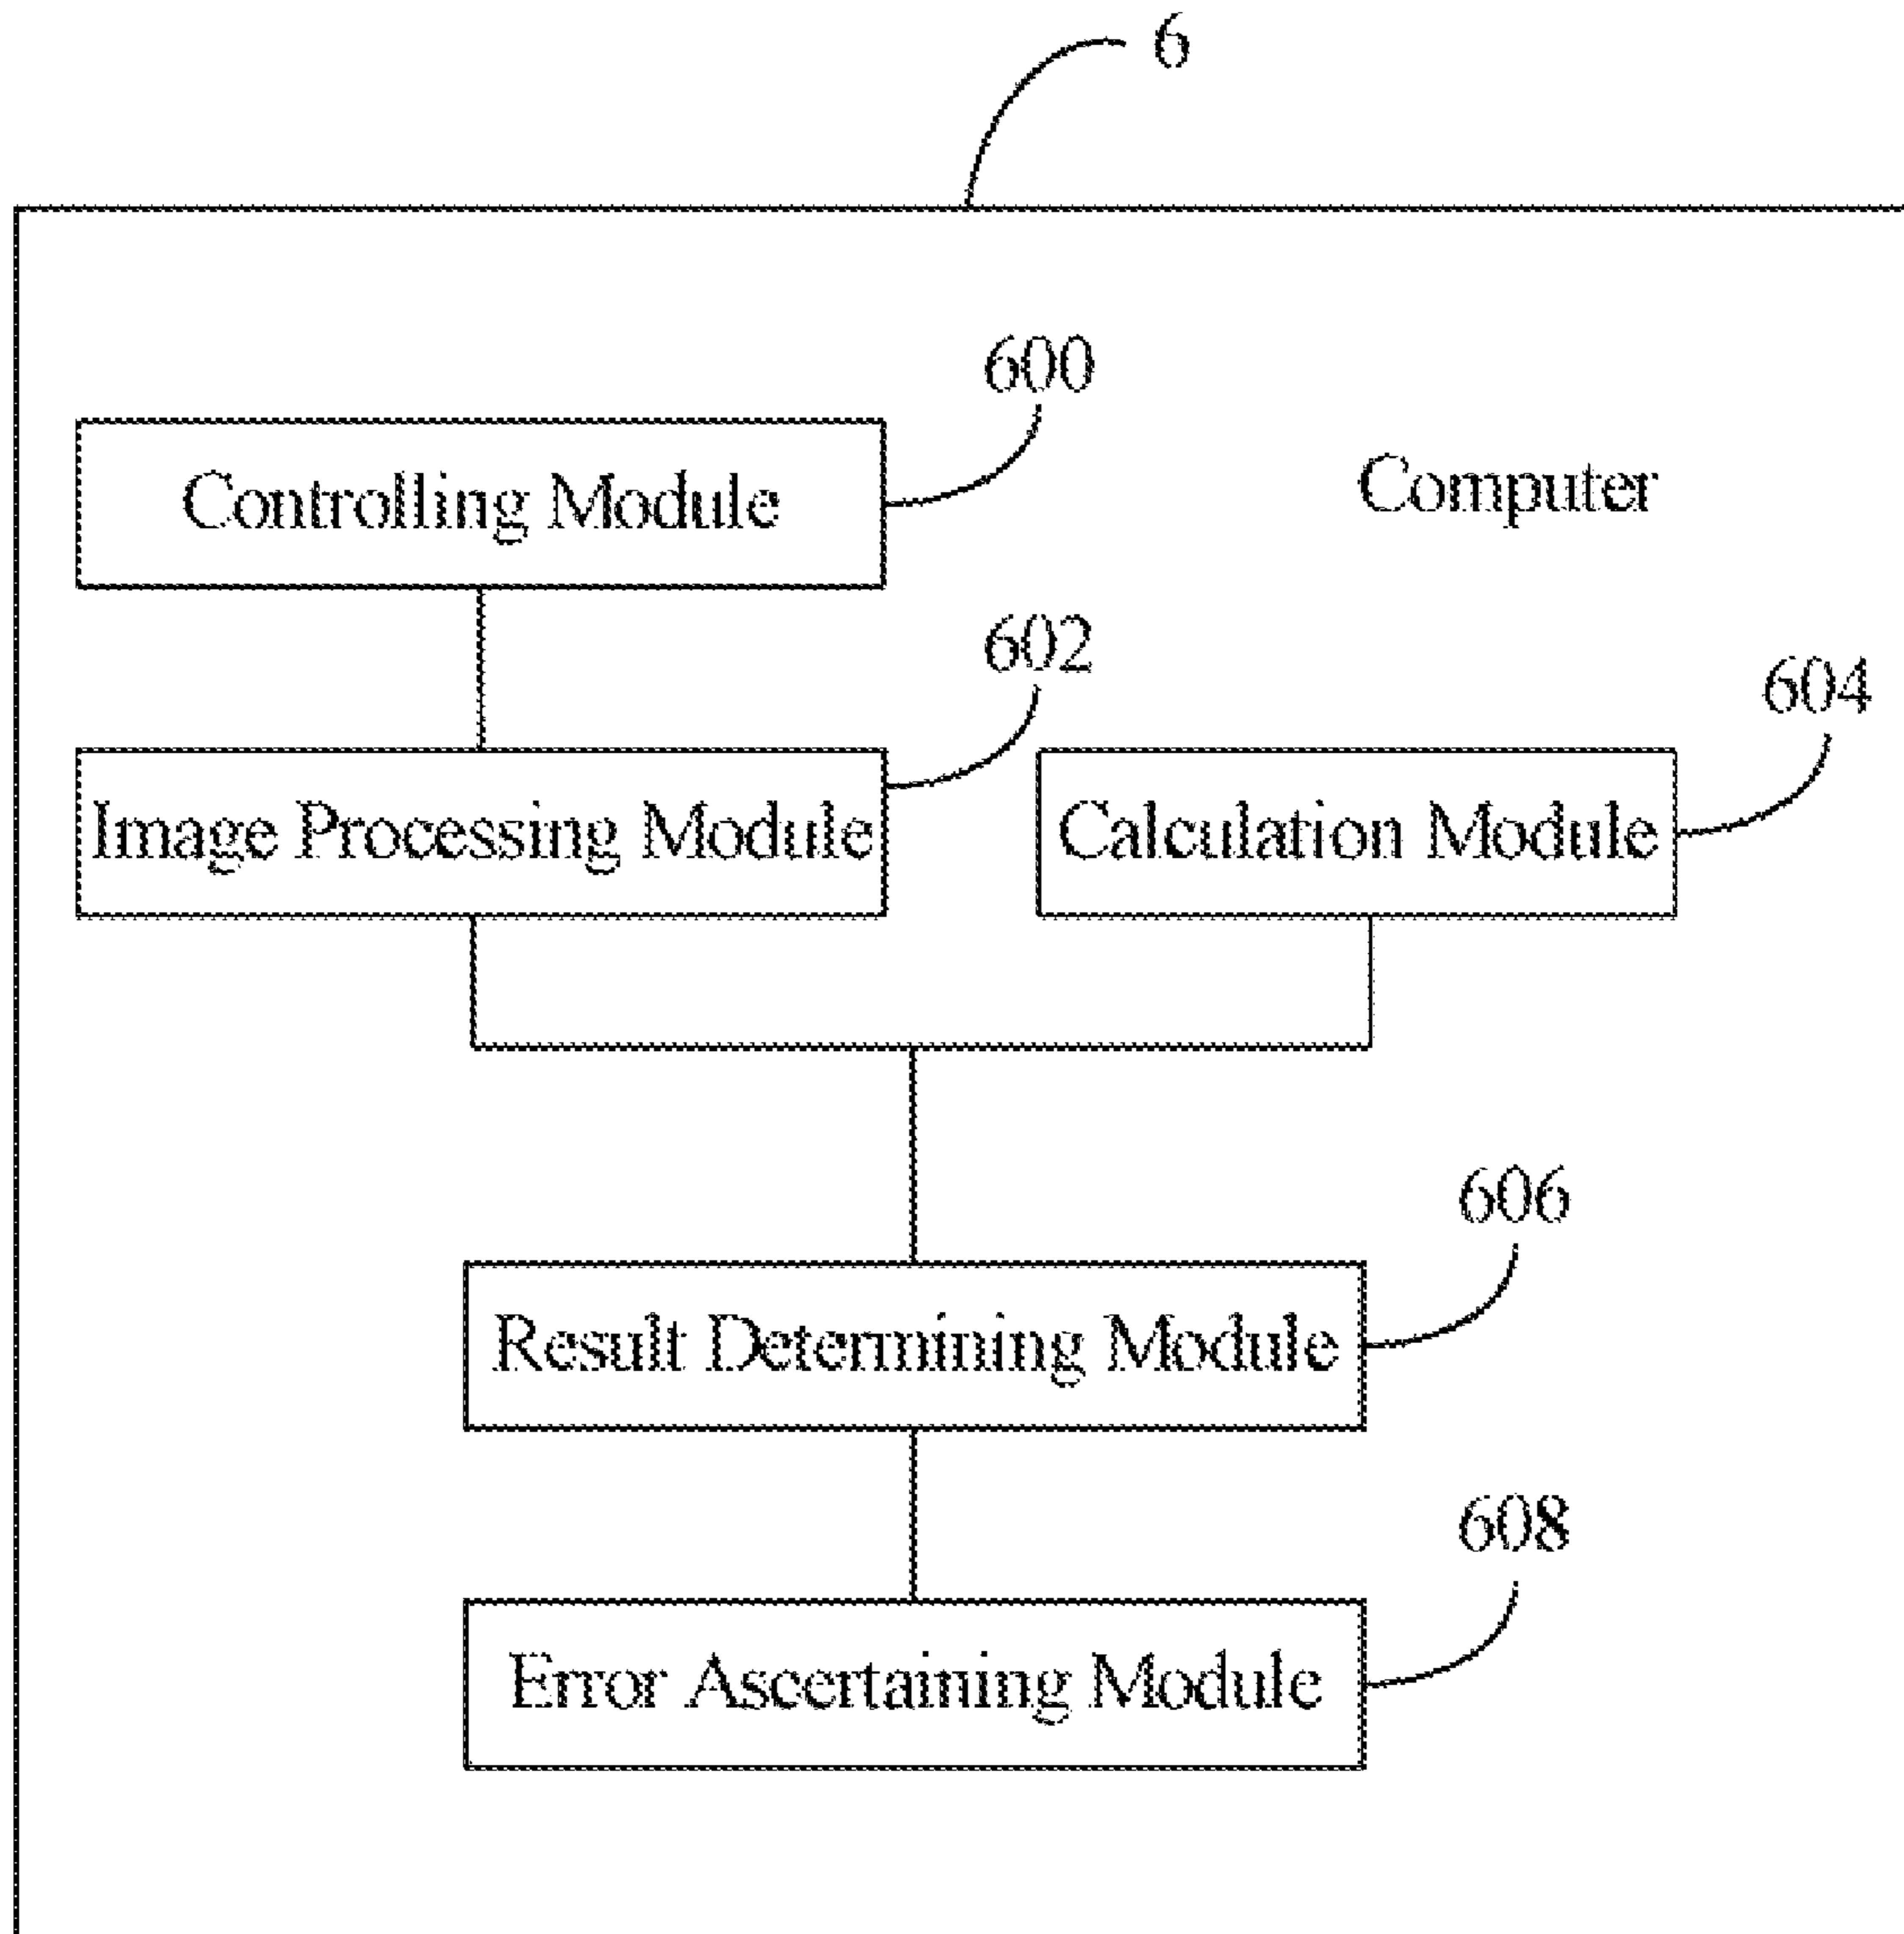 6
600
Controlling Module
Computer
602
604
Image Processing Module
Calculation Module
606
Result Determining Module
608
Error Ascertaining Module